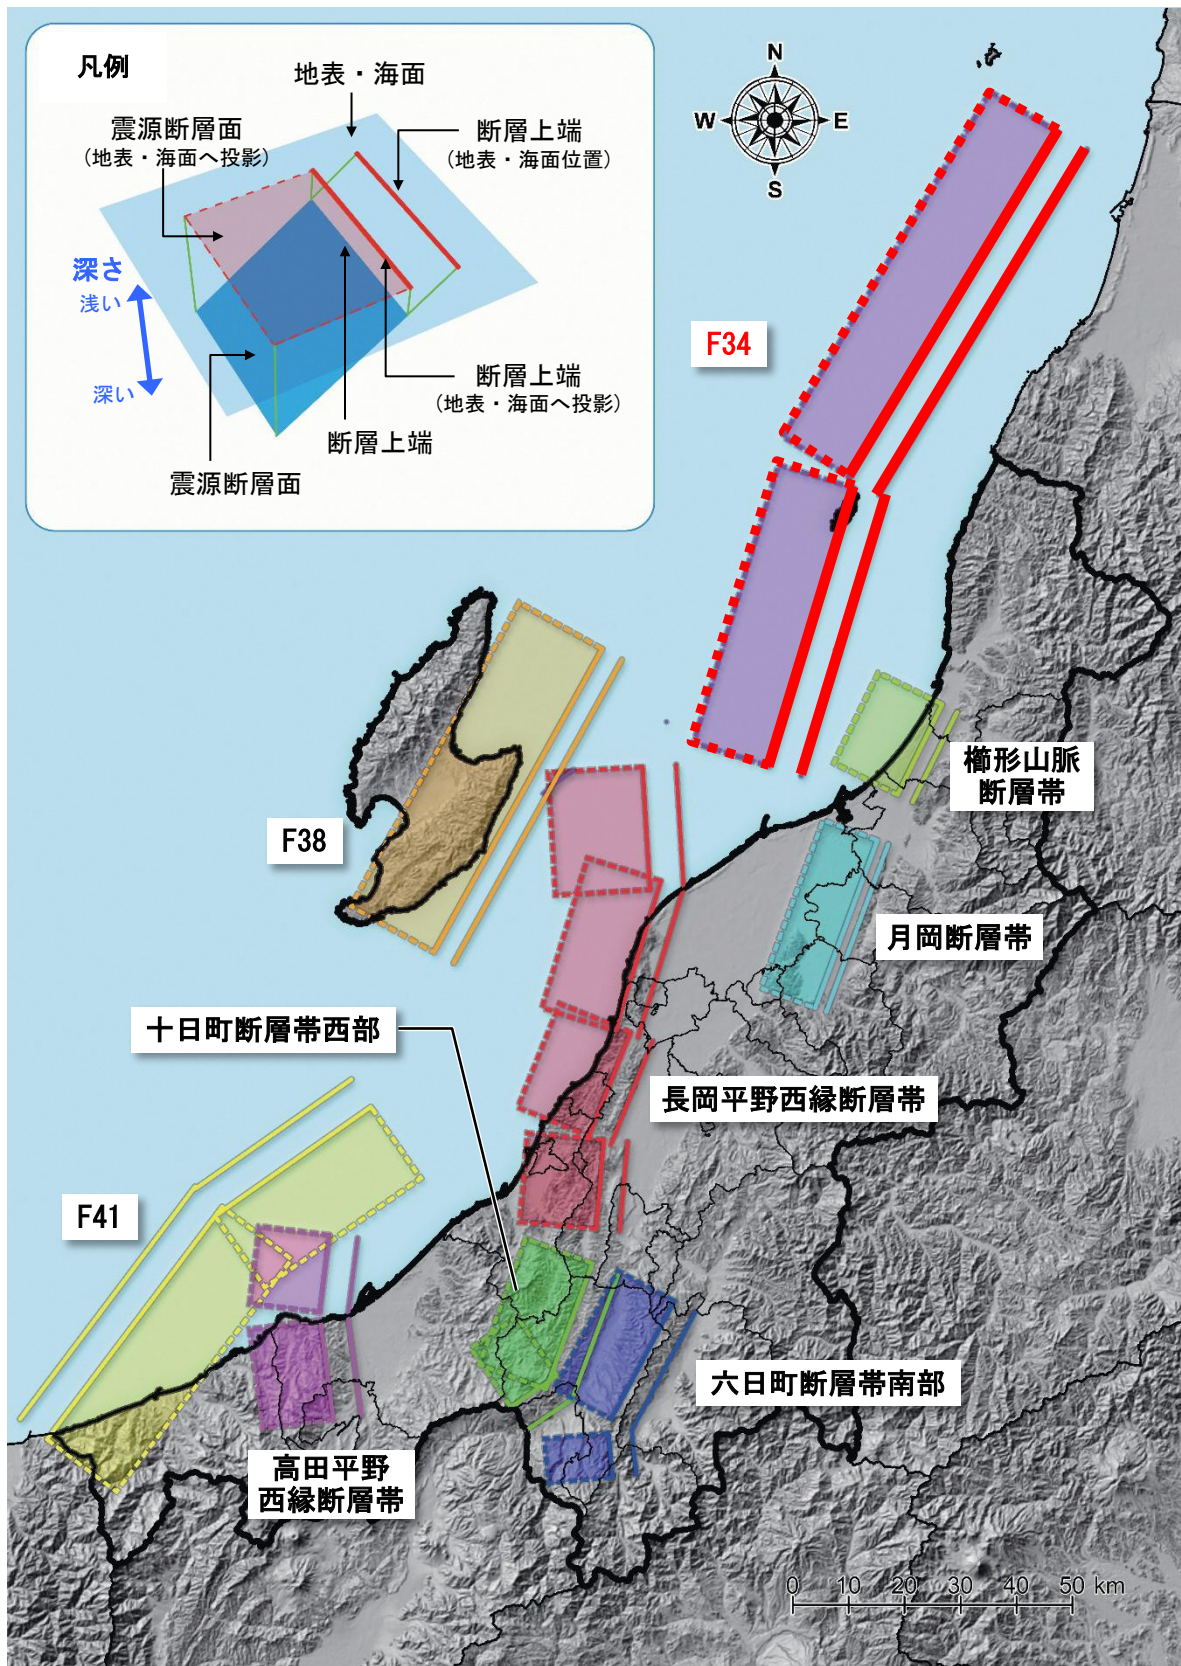 凡例
地表・海面
震源断層面
(地表・海面へ投影)
断層上端
(地表・海面位置)
深さ
浅い
深い
断層上端
(地表・海面へ投影)
断層上端
震源断層面
N
W
E
S
F34
櫛形山脈
断層帯
F38
月岡断層帯
十日町断層帯西部
長岡平野西縁断層帯
F41
六日町断層帯南部
高田平野
西縁断層帯
0 10 20 30 40 50 km